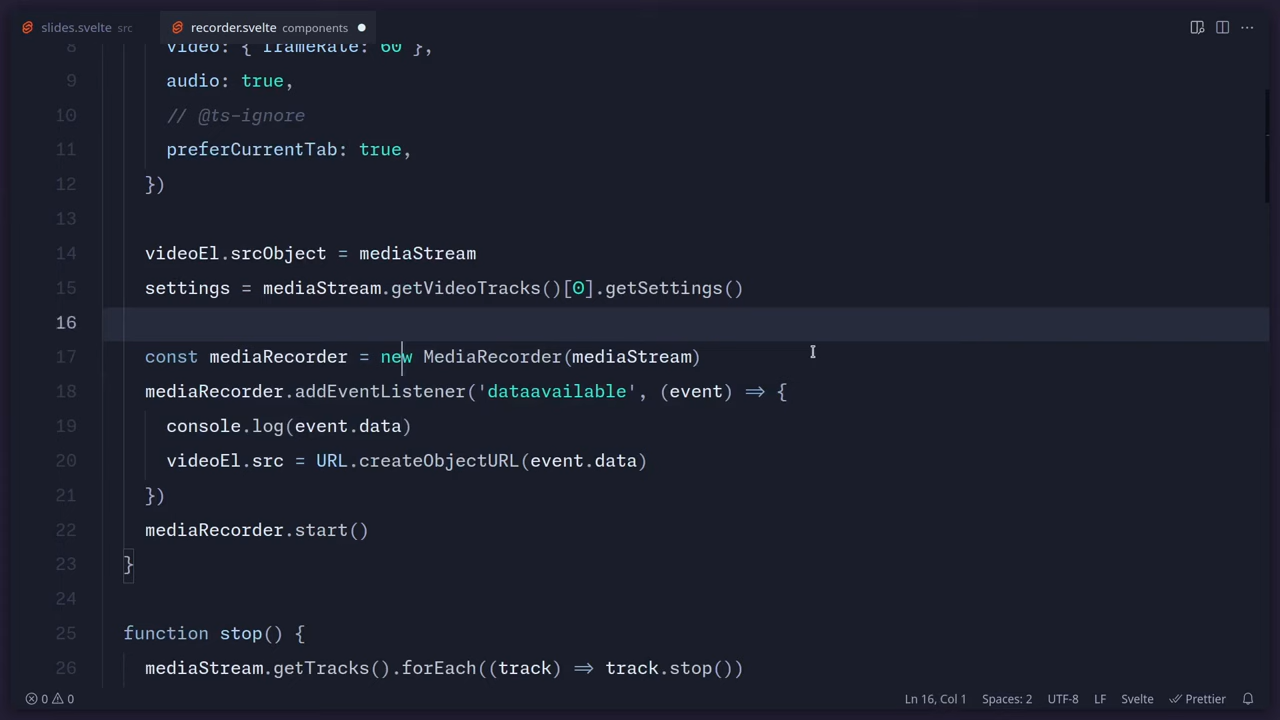 slides.svelte src
recorder.svelte components
8 video: { frameRate: 60 },
9 audio: true,
10 // @ts-ignore
11 preferCurrentTab: true,
12 })
13
14 videoEl.srcObject = mediaStream
15 settings = mediaStream.getVideoTracks()[0].getSettings()
16
17 const mediaRecorder = new MediaRecorder(mediaStream)
18 mediaRecorder.addEventListener('dataavailable', (event) => {
19 console.log(event.data)
20 videoEl.src = URL.createObjectURL(event.data)
21 })
22 mediaRecorder.start()
23 }
24
25 function stop() {
26 mediaStream.getTracks().forEach((track) => track.stop())
0 0 Ln 16, Col 1 Spaces: 2 UTF-8 LF Svelte Prettier